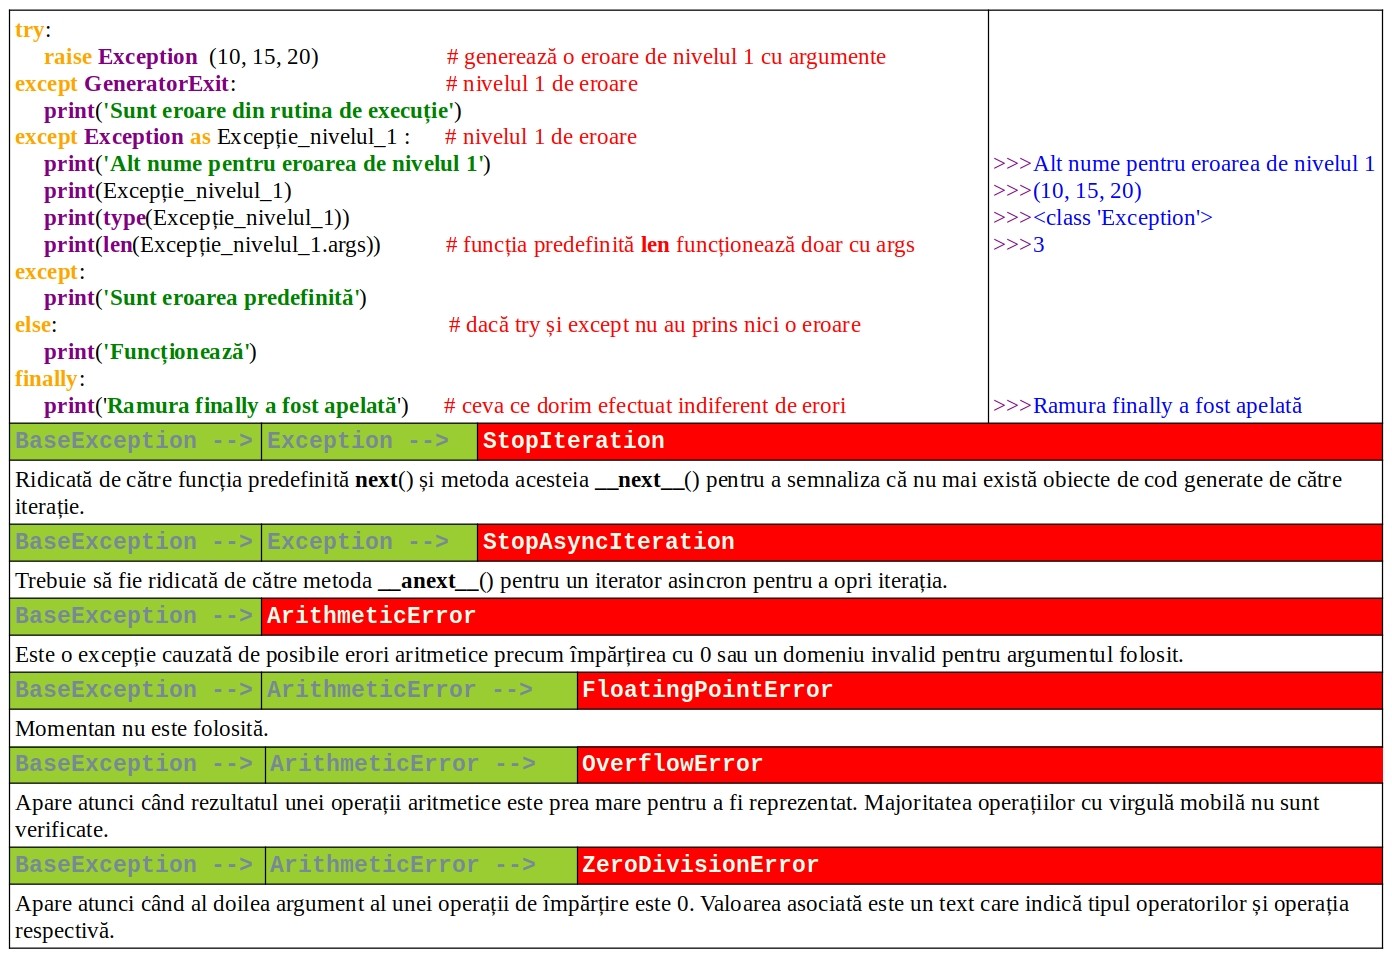 try:
raise Exception (10, 15, 20) # generează o eroare de nivelul 1 cu argumente
except GeneratorExit: # nivelul 1 de eroare
print('Sunt eroare din rutina de execuție')
except Exception as Excepție_nivelul_1 : # nivelul 1 de eroare
print('Alt nume pentru eroarea de nivelul 1') >>>Alt nume pentru eroarea de nivelul 1
print(Excepție_nivelul_1) >>>(10, 15, 20)
print(type(Excepție_nivelul_1)) >>><class 'Exception'>
print(len(Excepție_nivelul_1.args)) # funcția predefinită len funcționează doar cu args >>>3
except:
print('Sunt eroarea predefinită')
else: # dacă try și except nu au prins nici o eroare
print('Funcționează')
finally:
print('Ramura finally a fost apelată') # ceva ce dorim efectuat indiferent de erori >>>Ramura finally a fost apelată
BaseException --> Exception --> StopIteration
Ridicată de către funcția predefinită next() și metoda acesteia __next__() pentru a semnaliza că nu mai există obiecte de cod generate de către
iterație.
BaseException --> Exception --> StopAsyncIteration
Trebuie să fie ridicată de către metoda __anext__() pentru un iterator asincron pentru a opri iterația.
BaseException --> ArithmeticError
Este o excepție cauzată de posibile erori aritmetice precum împărțirea cu 0 sau un domeniu invalid pentru argumentul folosit.
BaseException --> ArithmeticError --> FloatingPointError
Momentan nu este folosită.
BaseException --> ArithmeticError --> OverflowError
Apare atunci când rezultatul unei operații aritmetice este prea mare pentru a fi reprezentat. Majoritatea operațiilor cu virgulă mobilă nu sunt
verificate.
BaseException --> ArithmeticError --> ZeroDivisionError
Apare atunci când al doilea argument al unei operații de împărțire este 0. Valoarea asociată este un text care indică tipul operatorilor și operația
respectivă.